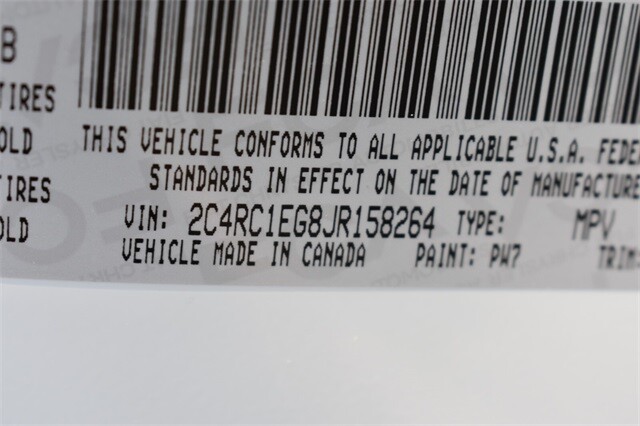 B
TIRES
THIS VEHICLE CONFORMS TO ALL APPLICABLE U.S.A. FEDE
OLD
STANDARDS IN EFFECT ON THE DATE OF MANUFACTURE
TIRES
VIN: 2C4RC1EG8JR158264 TYPE: MPV
OLD
VEHICLE MADE IN CANADA PAINT: PW7 TRIM: